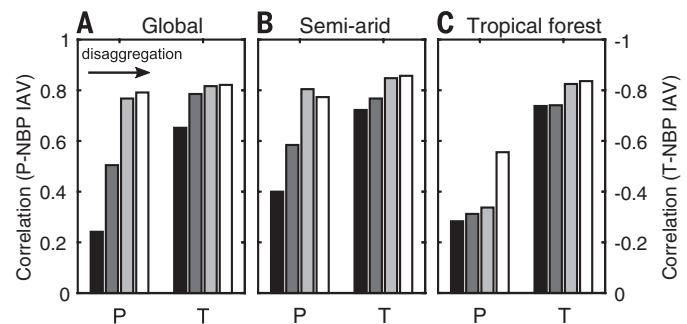 A Global
B Semi-arid
C Tropical forest
disaggregation
Correlation (P-NBP IAV)
1
0.8
0.6
0.4
0.2
0
P T
P T
P T
-1
-0.8
-0.6
-0.4
-0.2
0
Correlation (T-NBP IAV)